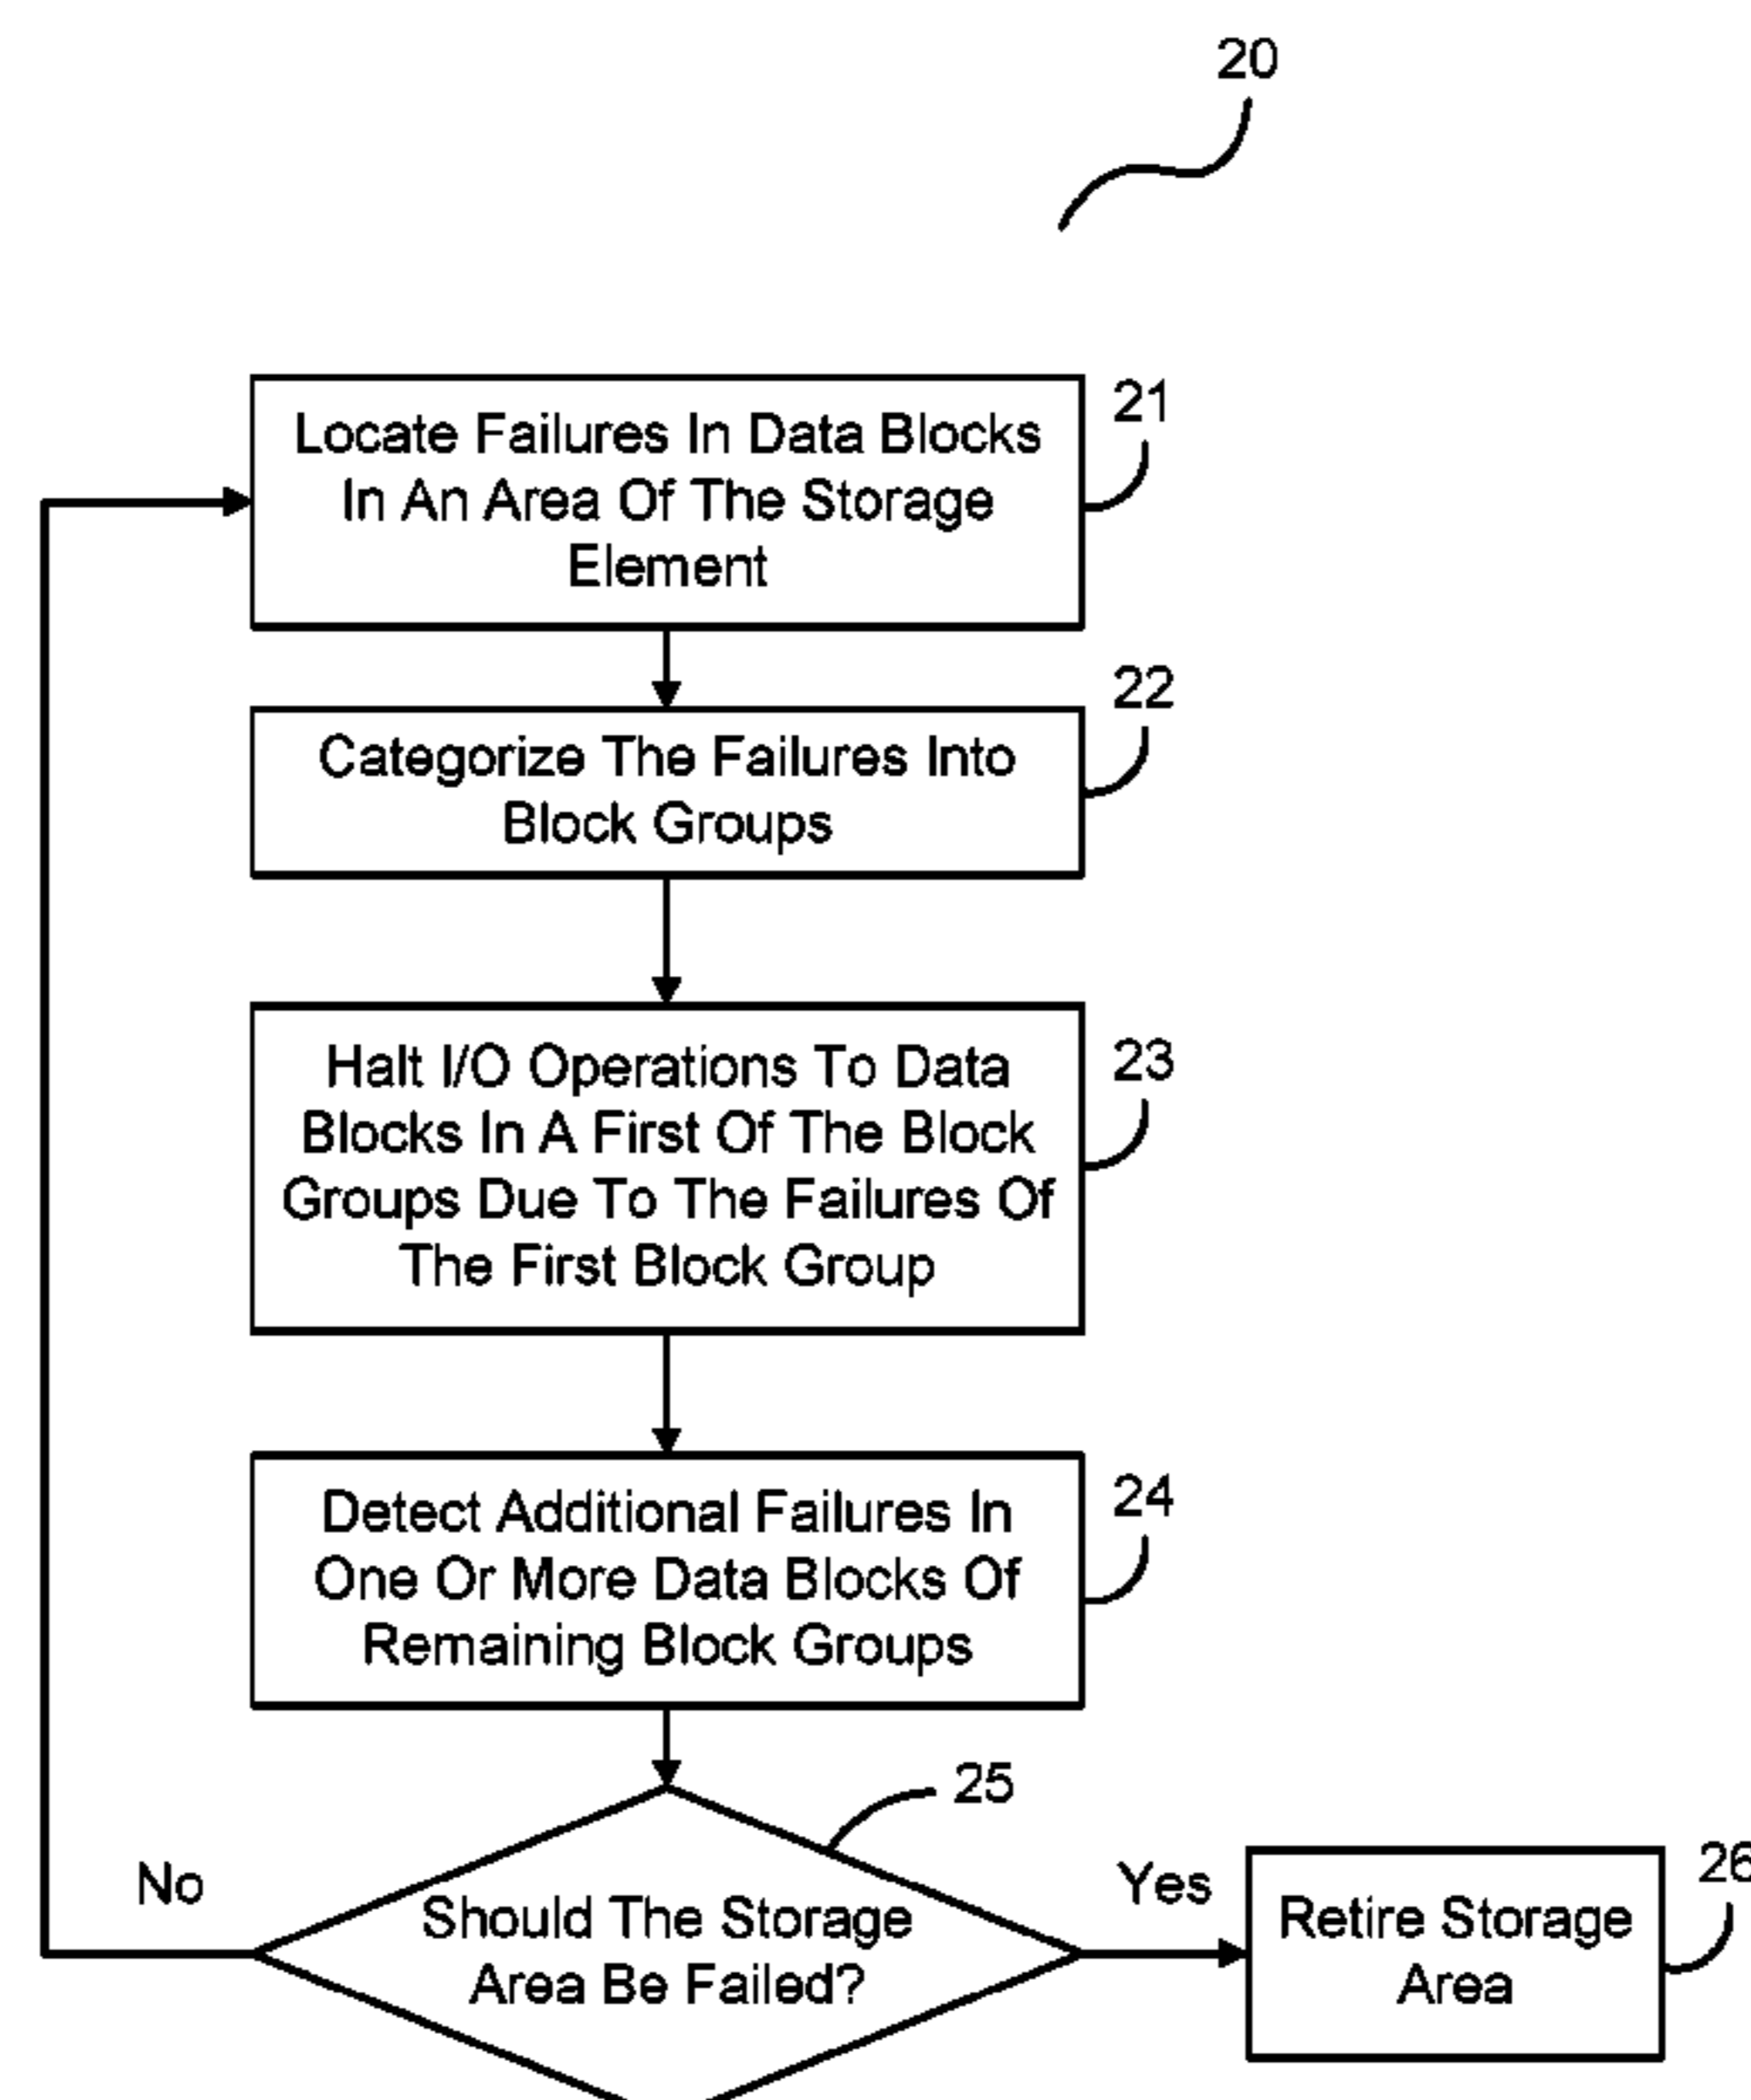 20
Locate Failures In Data Blocks
In An Area Of The Storage
Element
21
Categorize The Failures Into
Block Groups
22
Halt I/O Operations To Data
Blocks In A First Of The Block
Groups Due To The Failures Of
The First Block Group
23
Detect Additional Failures In
One Or More Data Blocks Of
Remaining Block Groups
24
25
No
Should The Storage
Area Be Failed?
Yes
Retire Storage
Area
26